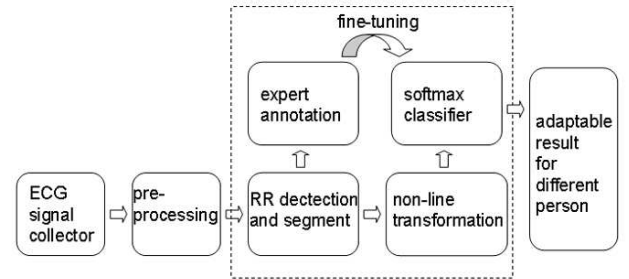 fine-tuning
expert
annotation
softmax
classifier
adaptable
result
for
different
person
ECG
signal
collector
pre-
processing
RR dectection
and segment
non-line
transformation